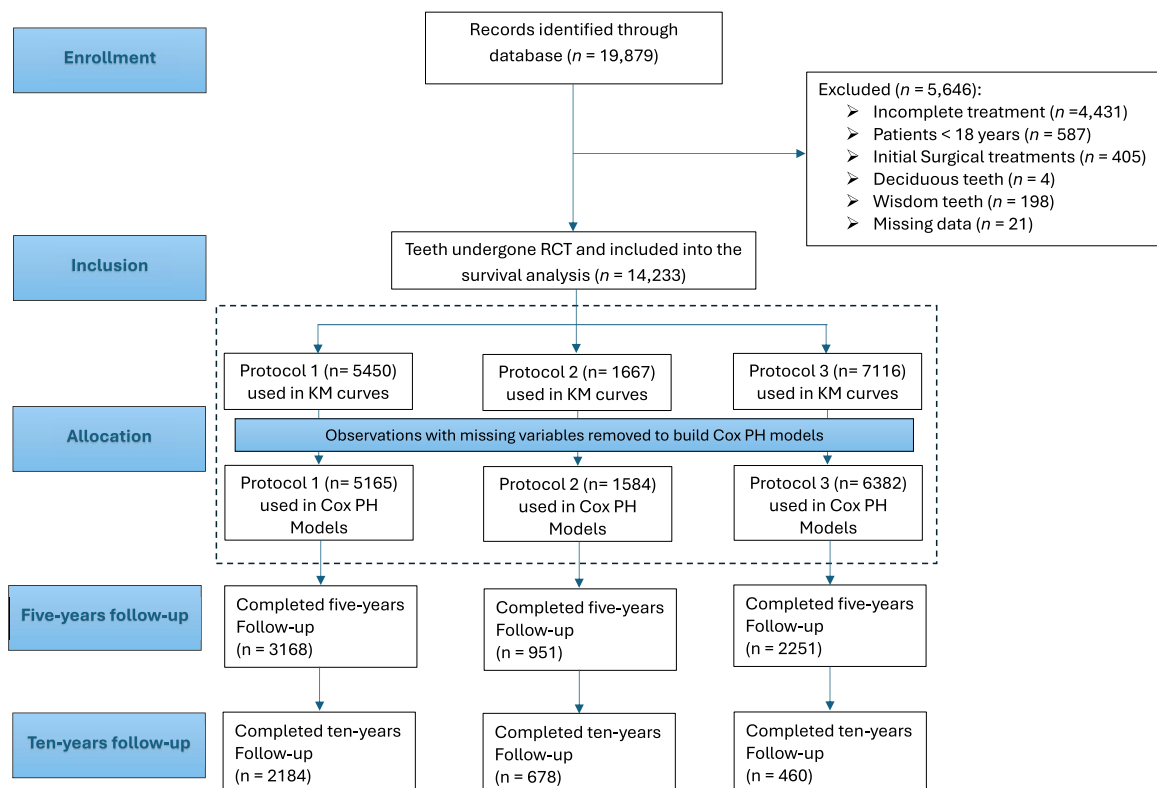 Enrollment
Records identified through
database (n = 19,879)
Excluded (n = 5,646):
➢ Incomplete treatment (n =4,431)
➢ Patients < 18 years (n = 587)
➢ Initial Surgical treatments (n = 405)
➢ Deciduous teeth (n = 4)
➢ Wisdom teeth (n = 198)
➢ Missing data (n = 21)
Inclusion
Teeth undergone RCT and included into the
survival analysis (n = 14,233)
Allocation
Protocol 1 (n= 5450)
used in KM curves
Protocol 2 (n= 1667)
used in KM curves
Protocol 3 (n= 7116)
used in KM curves
Observations with missing variables removed to build Cox PH models
Protocol 1 (n= 5165)
used in Cox PH
Models
Protocol 2 (n= 1584)
used in Cox PH
Models
Protocol 3 (n= 6382)
used in Cox PH
Models
Five-years follow-up
Completed five-years
Follow-up
(n = 3168)
Completed five-years
Follow-up
(n = 951)
Completed five-years
Follow-up
(n = 2251)
Ten-years follow-up
Completed ten-years
Follow-up
(n = 2184)
Completed ten-years
Follow-up
(n = 678)
Completed ten-years
Follow-up
(n = 460)